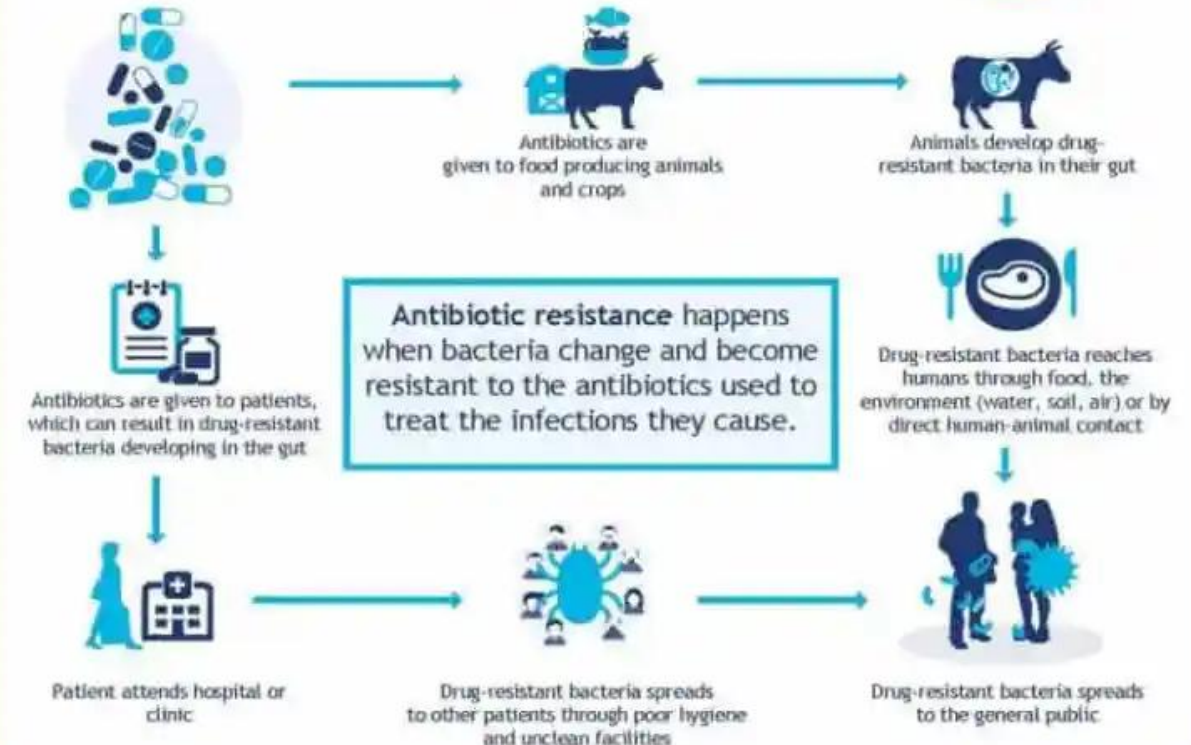 Antibiotics are
given to food producing animals
and crops
Animals develop drug-
resistant bacteria in their gut
Antibiotic resistance happens
when bacteria change and become
resistant to the antibiotics used to
treat the infections they cause.
Drug-resistant bacteria reaches
humans through food, the
environment (water, soil, air) or by
direct human-animal contact
Antibiotics are given to patients,
which can result in drug-resistant
bacteria developing in the gut
Patient attends hospital or
clinic
Drug-resistant bacteria spreads
to other patients through poor hygiene
and unclean facilities
Drug-resistant bacteria spreads
to the general public